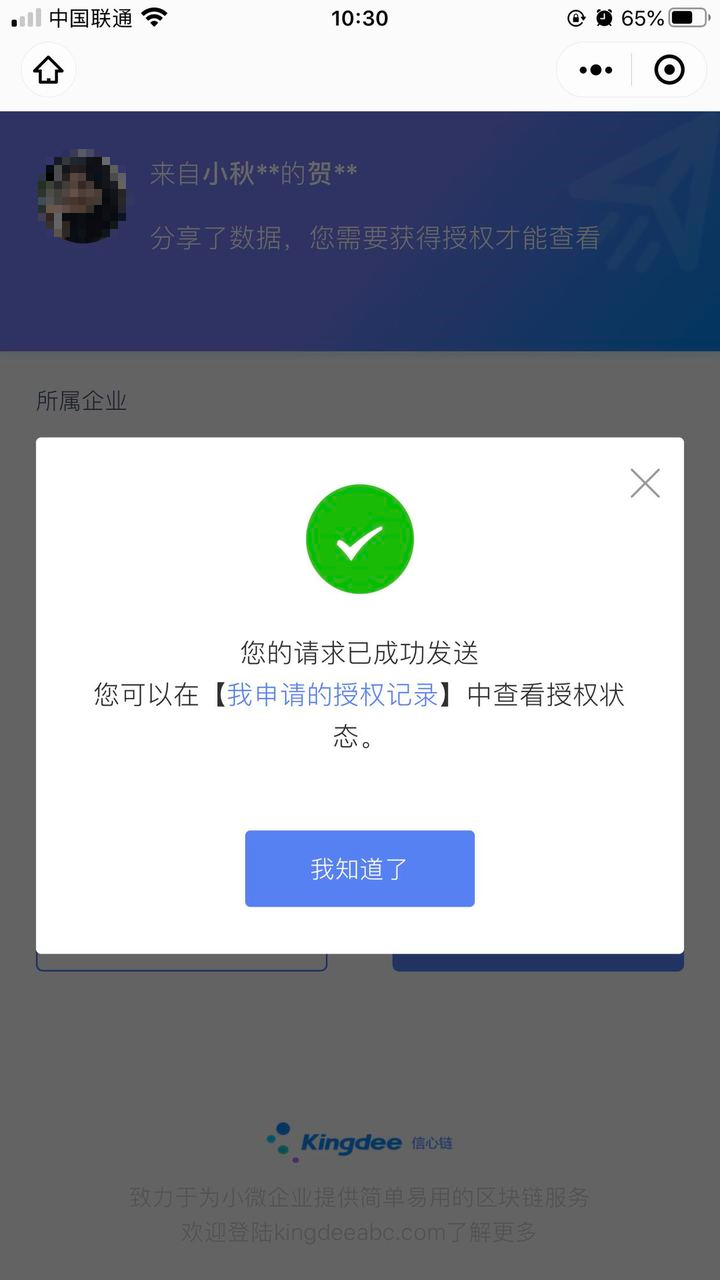 中国联通
10:30
65%
来自小秋**的贺**
分享了数据，您需要获得授权才能查看
所属企业
您的请求已成功发送
您可以在【我申请的授权记录】中查看授权状
态。
我知道了
Kingdee 信心链
致力于为小微企业提供简单易用的区块链服务
欢迎登陆kingdeeabc.com了解更多